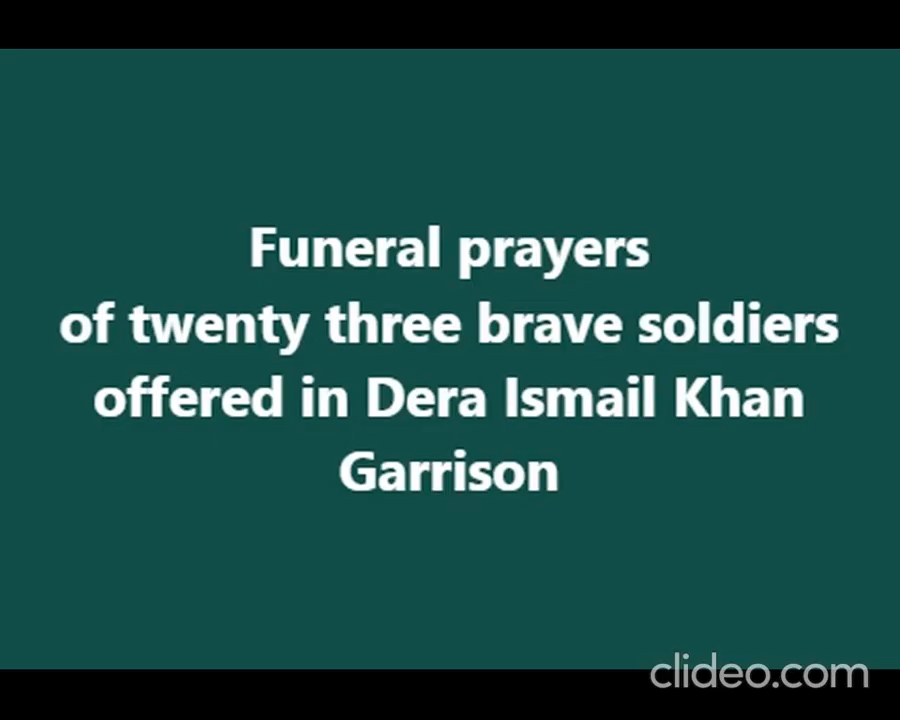 Funeral prayers
of twenty three brave soldiers
offered in Dera Ismail Khan
Garrison
clideo.com